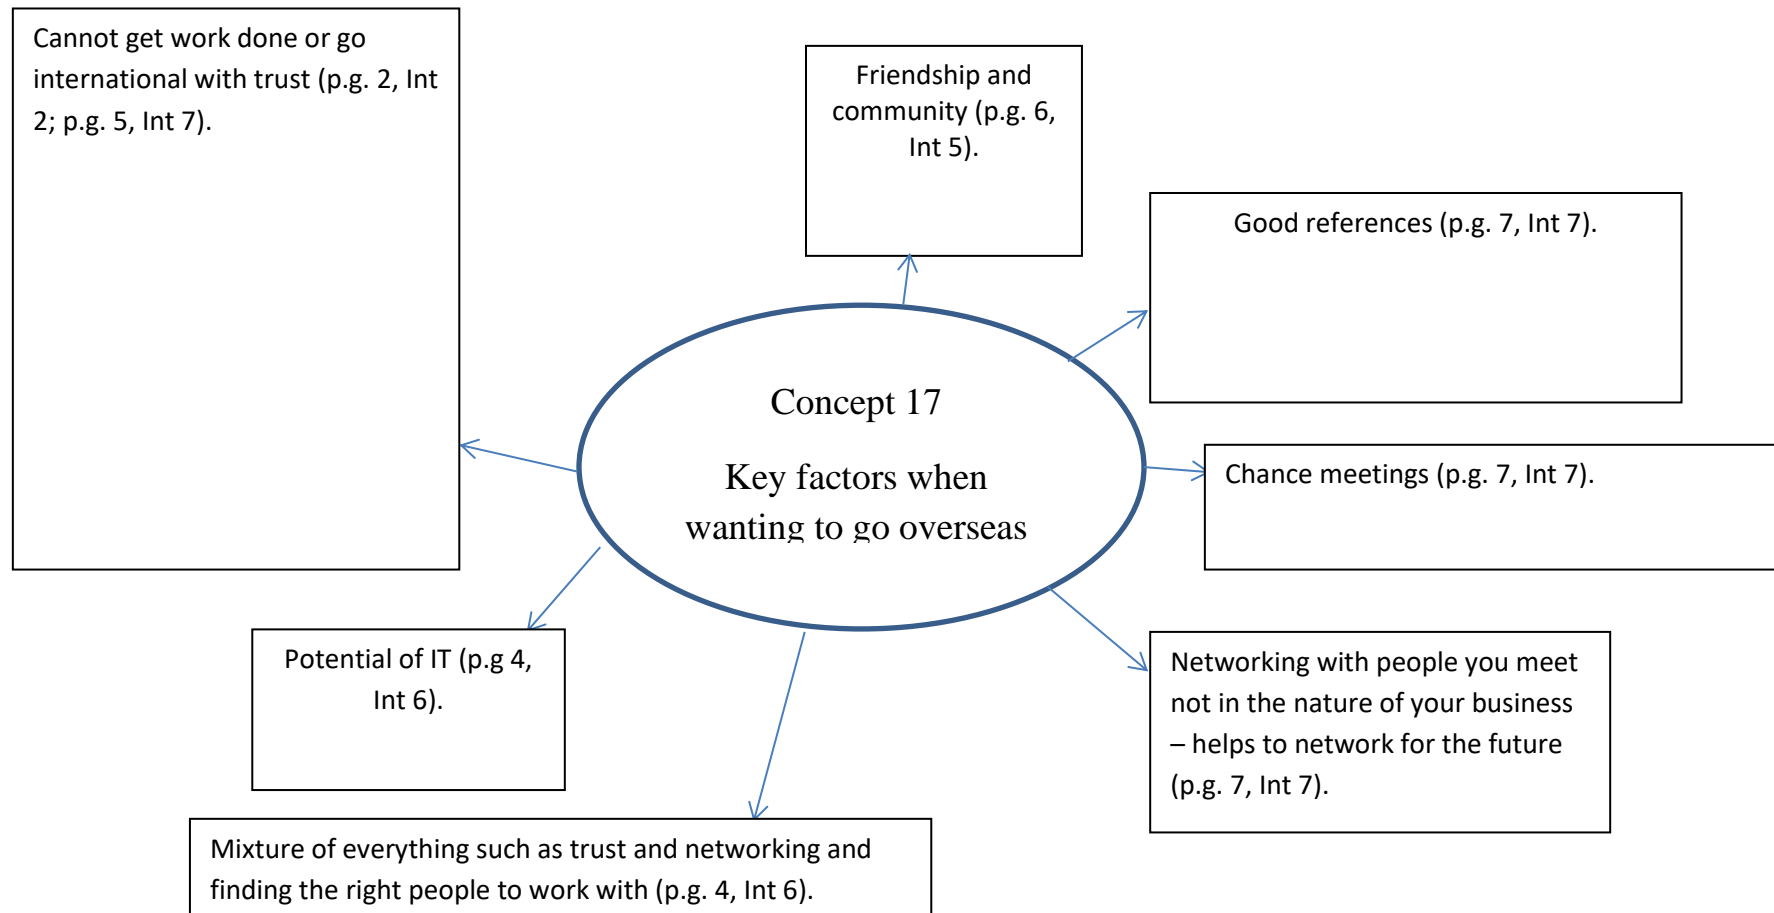 Cannot get work done or go
international with trust (p.g. 2, Int
2; p.g. 5, Int 7).
Friendship and
community (p.g. 6,
Int 5).
Good references (p.g. 7, Int 7).
Concept 17
Key factors when
wanting to go overseas
Chance meetings (p.g. 7, Int 7).
Potential of IT (p.g 4,
Int 6).
Networking with people you meet
not in the nature of your business
– helps to network for the future
(p.g. 7, Int 7).
Mixture of everything such as trust and networking and
finding the right people to work with (p.g. 4, Int 6).